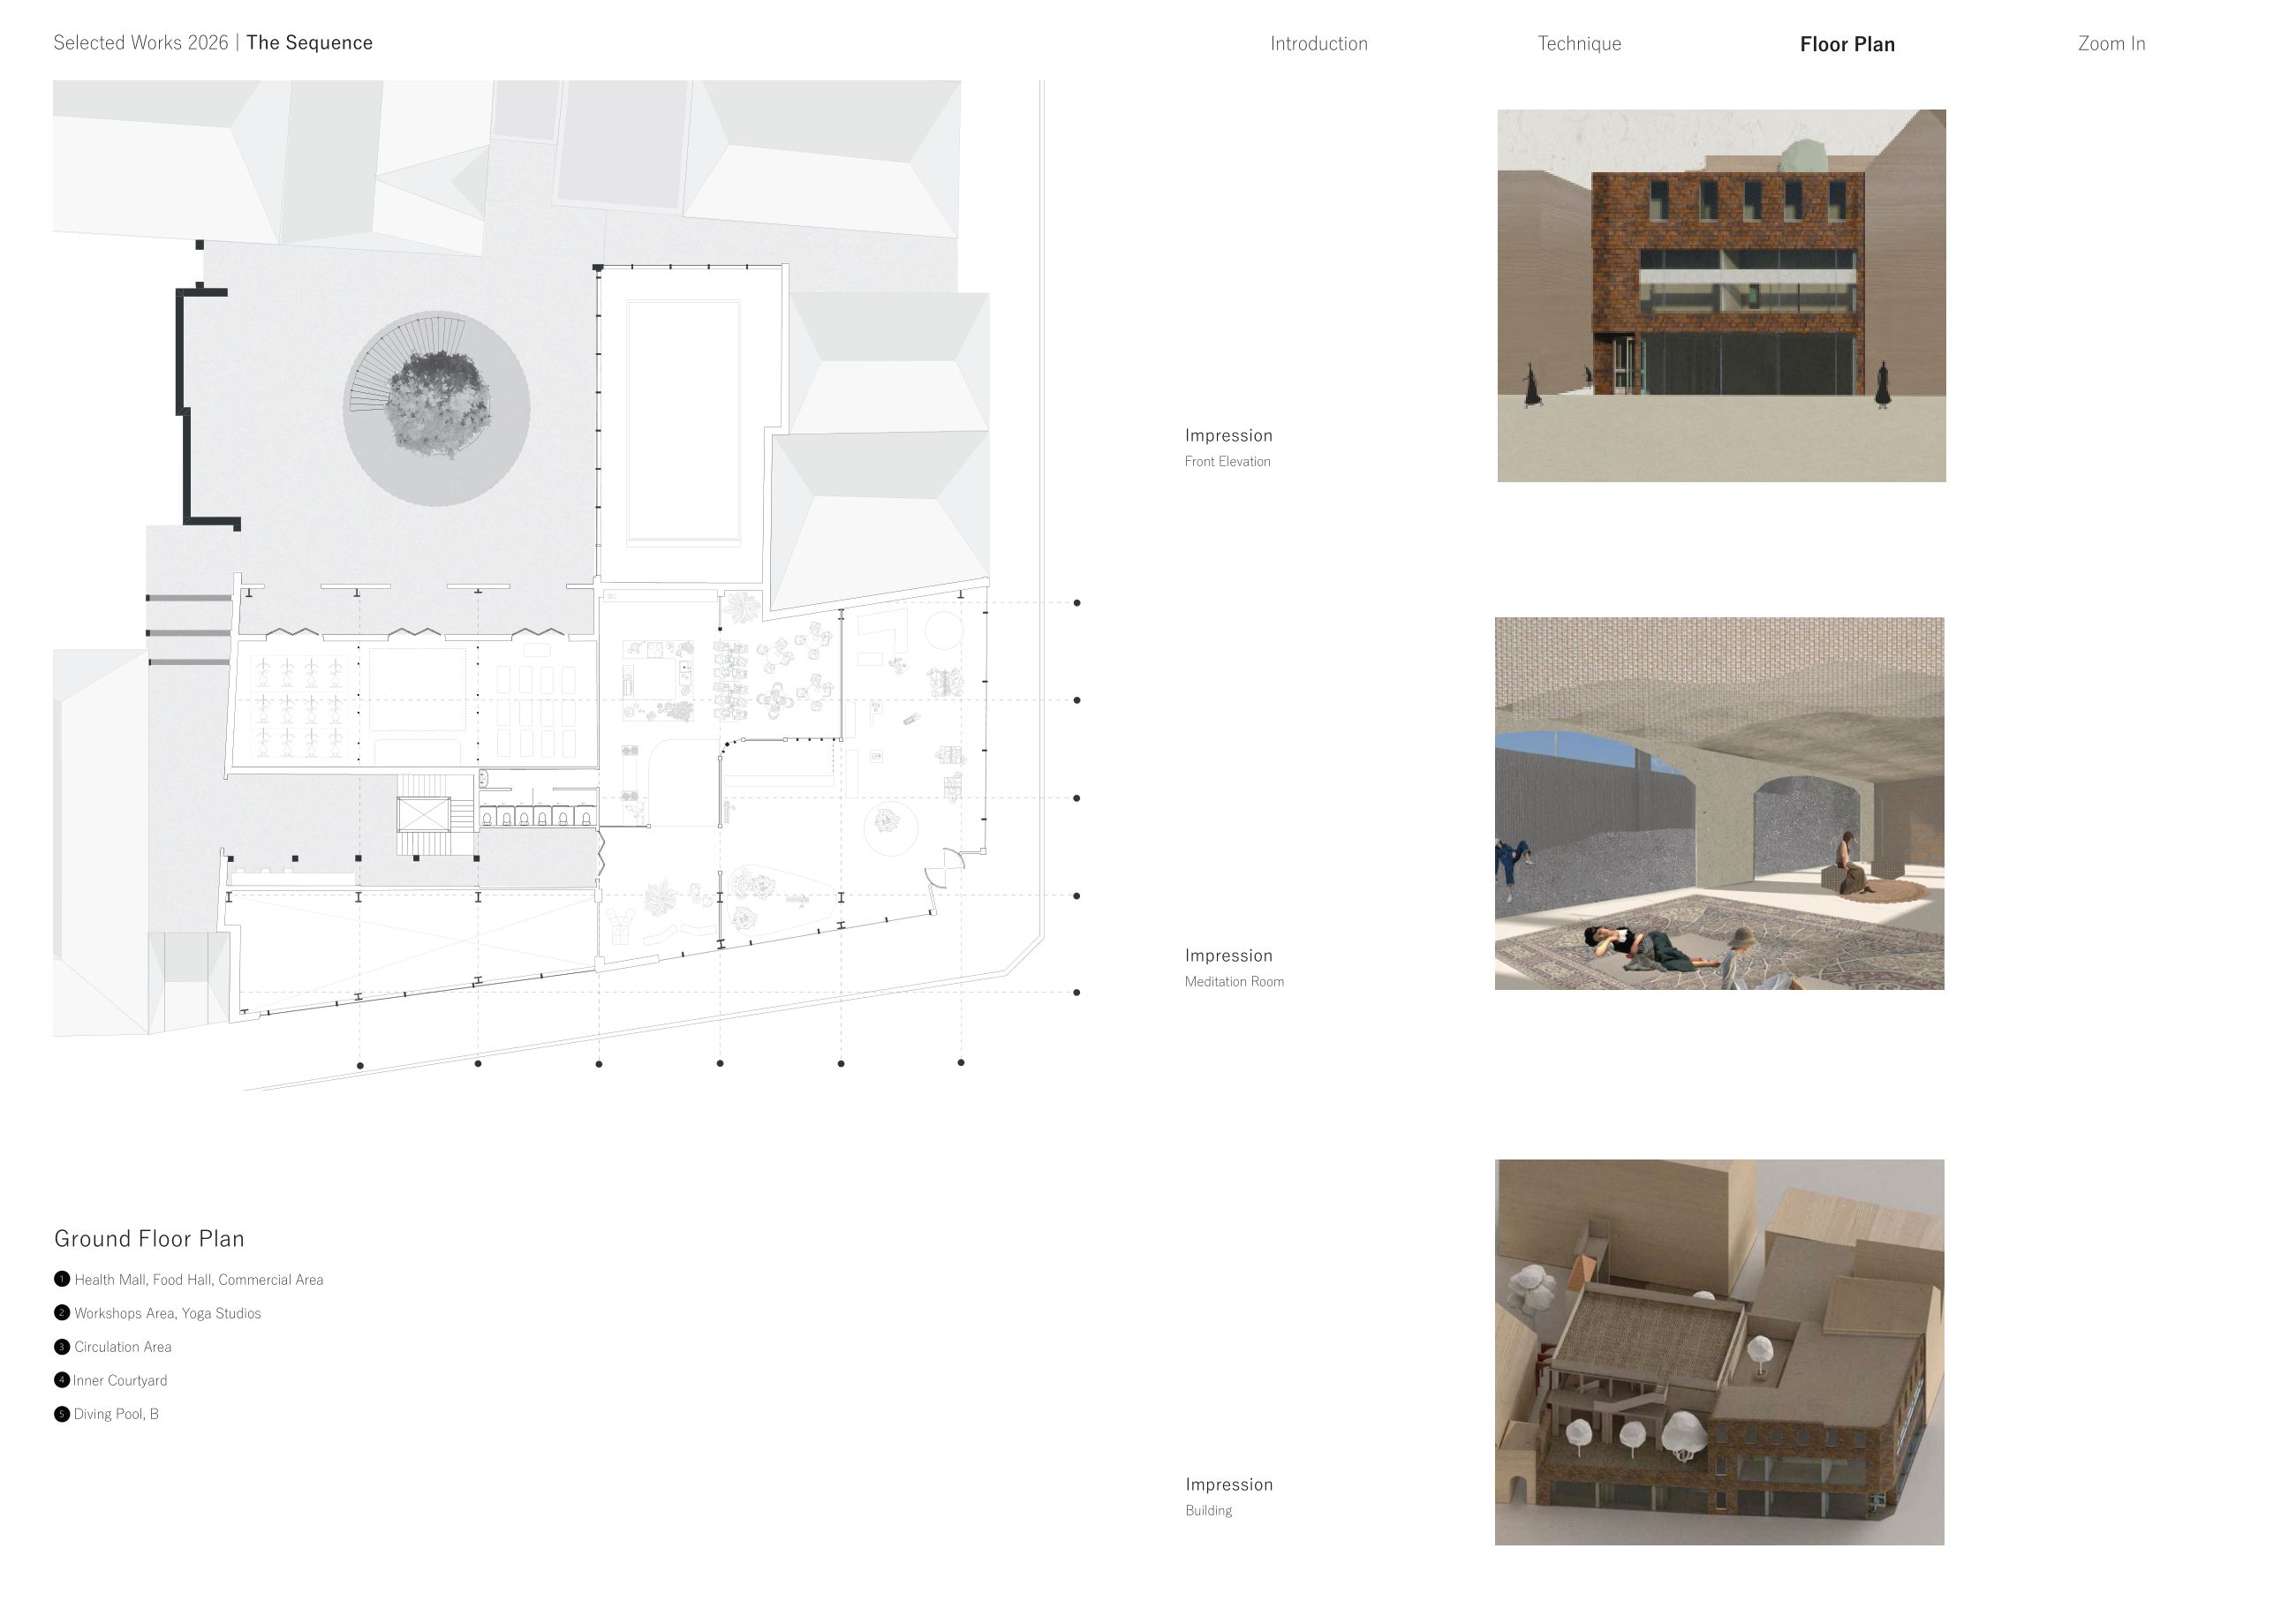 Selected Works 2026 | The Sequence
Introduction
Technique
Floor Plan
Zoom In
Impression
Front Elevation
Impression
Meditation Room
Ground Floor Plan
1 Health Mall, Food Hall, Commercial Area
2 Workshops Area, Yoga Studios
3 Circulation Area
4 Inner Courtyard
5 Diving Pool, B
Impression
Building